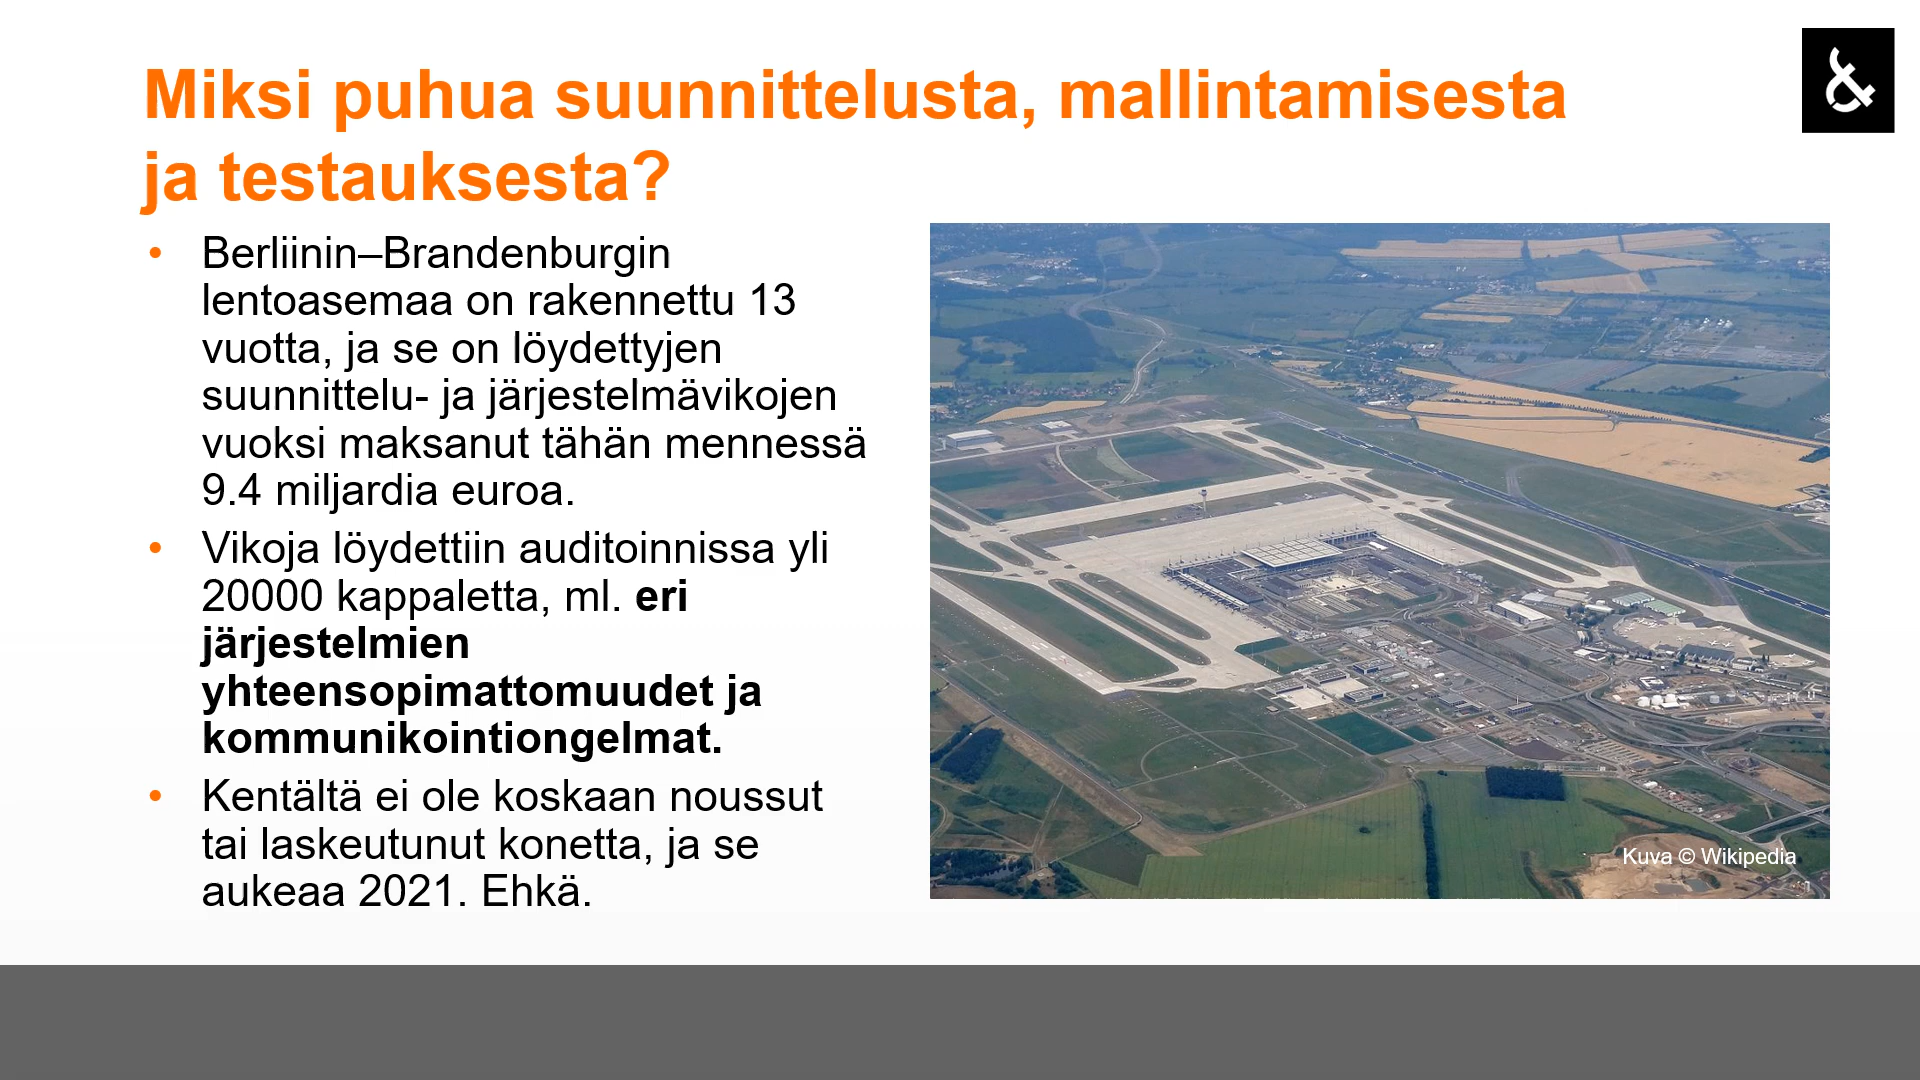 Miksi puhua suunnittelusta, mallintamisesta
ja testauksesta?
• Berliinin–Brandenburgin
lentoasemaa on rakennettu 13
vuotta, ja se on löydettyjen
suunnittelu- ja järjestelmävikojen
vuoksi maksanut tähän mennessä
9.4 miljardia euroa.
• Vikoja löydettiin auditoinnissa yli
20000 kappaletta, ml. eri
järjestelmien
yhteensopimattomuudet ja
kommunikointiongelmat.
• Kentältä ei ole koskaan noussut
tai laskeutunut konetta, ja se
aukeaa 2021. Ehkä.
Kuva © Wikipedia
&